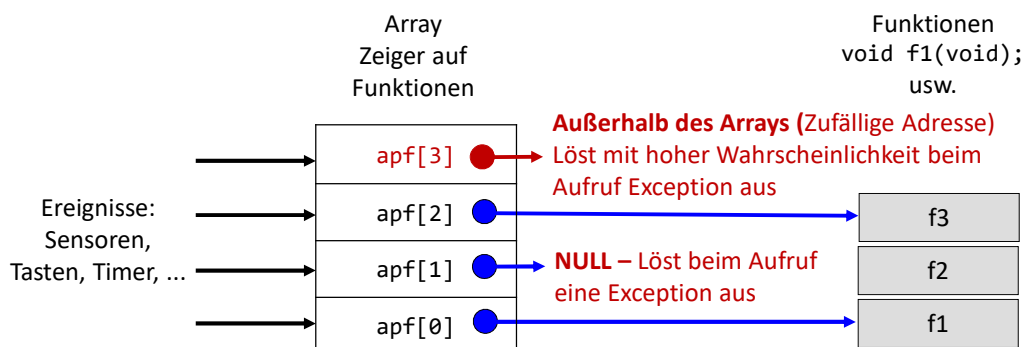 Array
Zeiger auf
Funktionen
Funktionen
void f1(void);
usw.
Ereignisse:
Sensoren,
Tasten, Timer, ...
apf[3]
Außerhalb des Arrays (Zufällige Adresse)
Löst mit hoher Wahrscheinlichkeit beim
Aufruf Exception aus
apf[2]
f3
apf[1]
NULL – Löst beim Aufruf
eine Exception aus
f2
apf[0]
f1